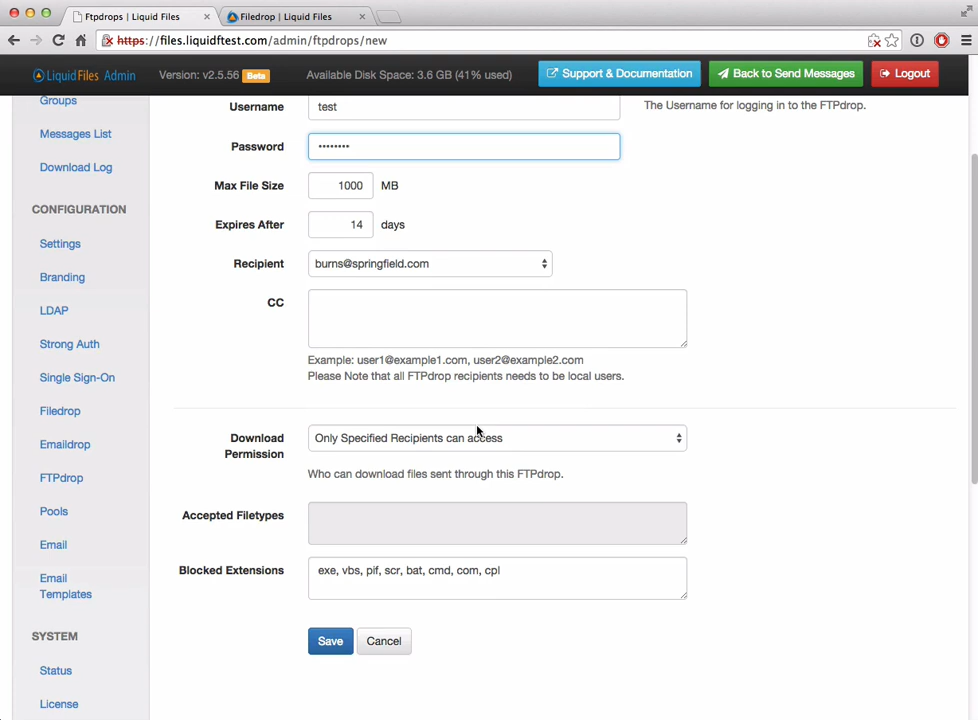 Ftpdrops | Liquid Files
Filedrop | Liquid Files
https://files.liquidftest.com/admin/ftpdrops/new
LiquidFiles Admin
Version: v2.5.56 Beta
Available Disk Space: 3.6 GB (41% used)
Support & Documentation
Back to Send Messages
Logout
Groups
Messages List
Download Log
CONFIGURATION
Settings
Branding
LDAP
Strong Auth
Single Sign-On
Filedrop
Emaildrop
FTPdrop
Pools
Email
Email
Templates
SYSTEM
Status
License
Username
test
The Username for logging in to the FTPdrop.
Password
••••••••
Max File Size
1000 MB
Expires After
14 days
Recipient
burns@springfield.com
CC
Example: user1@example1.com, user2@example2.com
Please Note that all FTPdrop recipients needs to be local users.
Download
Permission
Only Specified Recipients can access
Who can download files sent through this FTPdrop.
Accepted Filetypes
Blocked Extensions
exe, vbs, pif, scr, bat, cmd, com, cpl
Save
Cancel